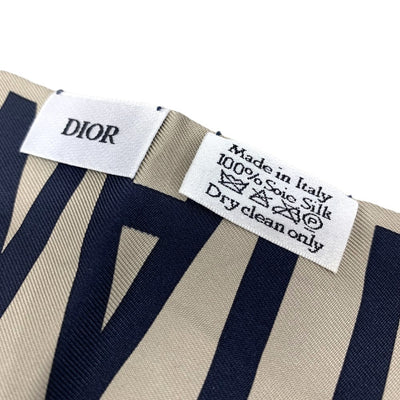 DIOR
Made in Italy
100% Soie Silk
Dry clean only